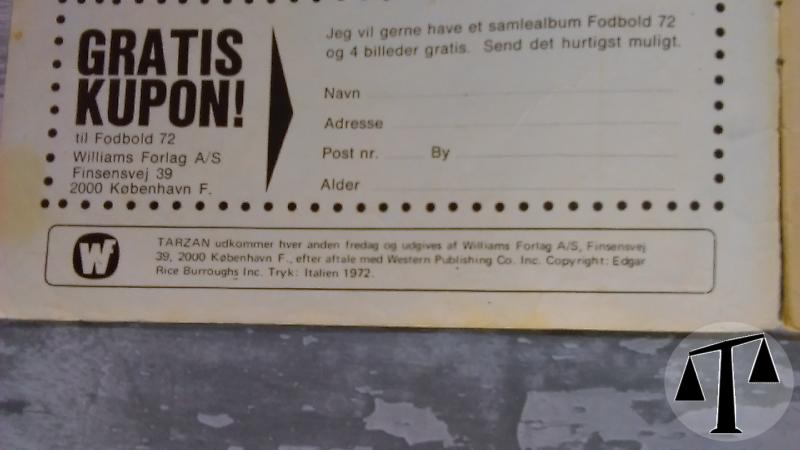 GRATIS
KUPON!
til Fodbold 72
Williams Forlag A/S
Finsensvej 39
2000 København F.
Jeg vil gerne have et samlealbum Fodbold 72
og 4 billeder gratis. Send det hurtigst muligt.
Navn
Adresse
Post nr. By
Alder
Wf
TARZAN udkommer hver anden fredag og udgives af Williams Forlag A/S, Finsensvej
39, 2000 København F., efter aftale med Western Publishing Co. Inc. Copyright: Edgar
Rice Burroughs Inc. Tryk: Italien 1972.